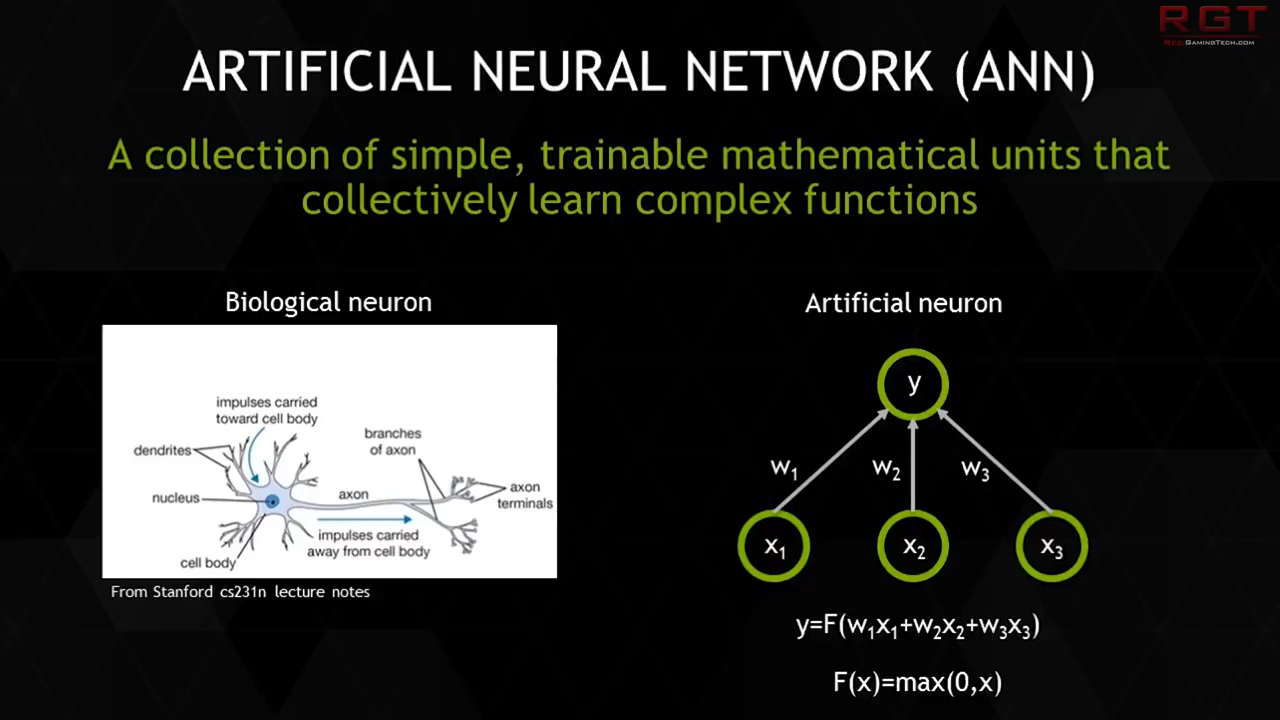 RGT
REDGAMINGTECH.COM
ARTIFICIAL NEURAL NETWORK (ANN)
A collection of simple, trainable mathematical units that
collectively learn complex functions
Biological neuron
impulses carried
toward cell body
dendrites
nucleus
cell body
axon
branches
of axon
axon
terminals
impulses carried
away from cell body
From Stanford cs231n lecture notes
Artificial neuron
y
w₁
w₂
w₃
x₁
x₂
x₃
y=F(w₁x₁+w₂x₂+w₃x₃)
F(x)=max(0,x)